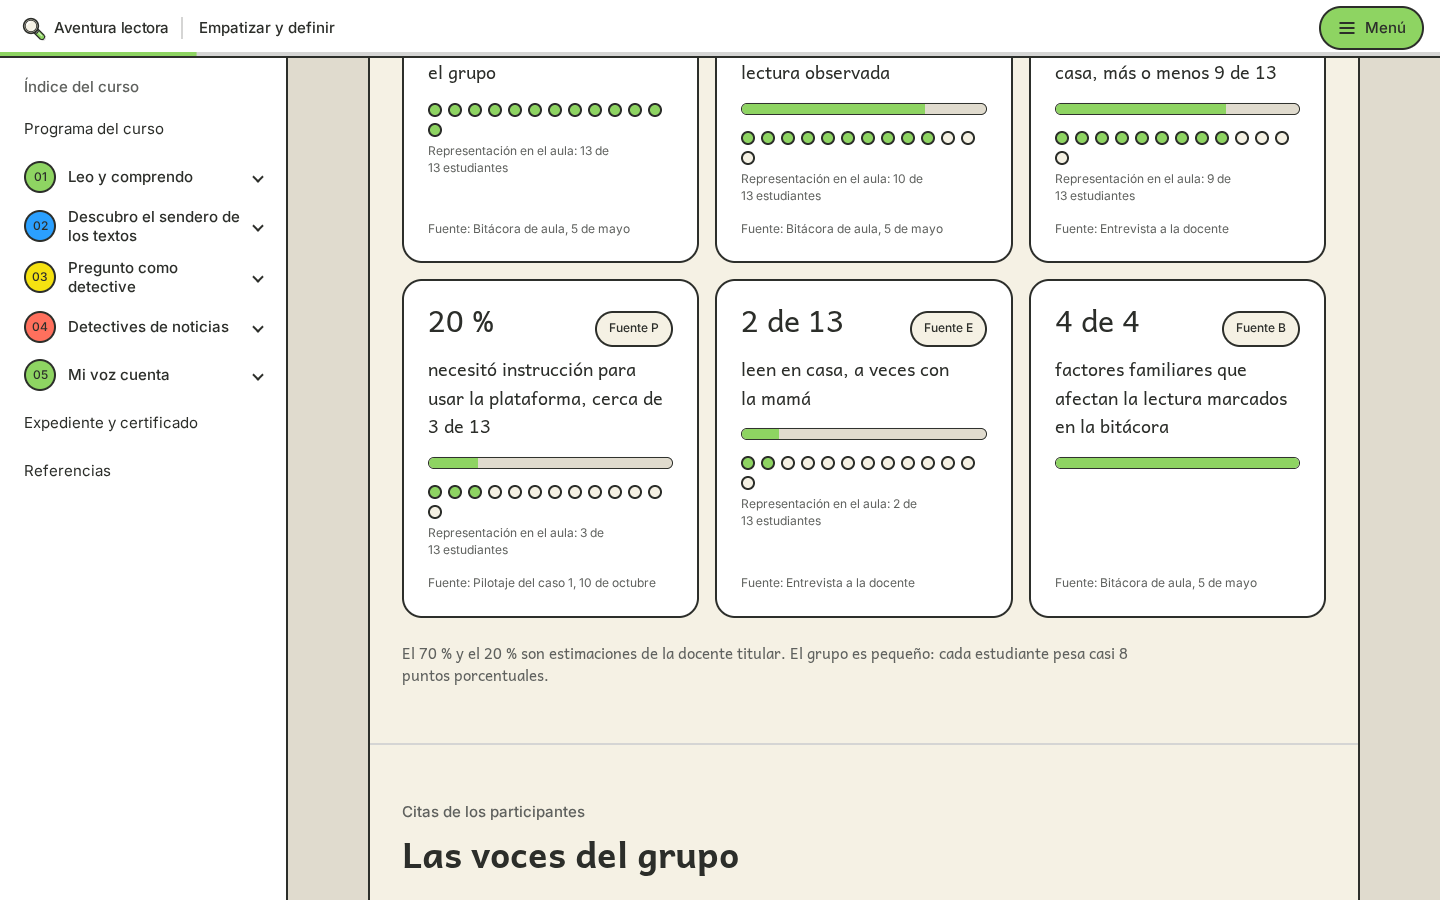 Aventura lectora
Empatizar y definir
Menú
Índice del curso
Programa del curso
01 Leo y comprendo
02 Descubro el sendero de
los textos
03 Pregunto como
detective
04 Detectives de noticias
05 Mi voz cuenta
Expediente y certificado
Referencias
el grupo
Representación en el aula: 13 de
13 estudiantes
Fuente: Bitácora de aula, 5 de mayo
lectura observada
Representación en el aula: 10 de
13 estudiantes
Fuente: Bitácora de aula, 5 de mayo
casa, más o menos 9 de 13
Representación en el aula: 9 de
13 estudiantes
Fuente: Entrevista a la docente
20 %
Fuente P
necesitó instrucción para
usar la plataforma, cerca de
3 de 13
Representación en el aula: 3 de
13 estudiantes
Fuente: Pilotaje del caso 1, 10 de octubre
2 de 13
Fuente E
leen en casa, a veces con
la mamá
Representación en el aula: 2 de
13 estudiantes
Fuente: Entrevista a la docente
4 de 4
Fuente B
factores familiares que
afectan la lectura marcados
en la bitácora
Fuente: Bitácora de aula, 5 de mayo
El 70 % y el 20 % son estimaciones de la docente titular. El grupo es pequeño: cada estudiante pesa casi 8
puntos porcentuales.
Citas de los participantes
Las voces del grupo